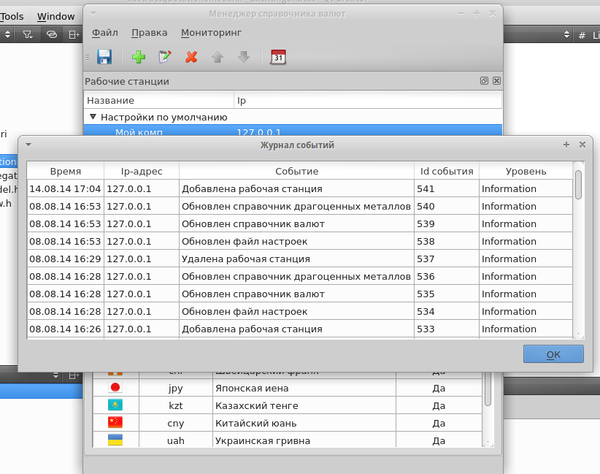 Менеджер справочника валют
Tools Window
Файл Правка Мониторинг
# Li
31
Рабочие станции
Название Ip
Настройки по умолчанию
Мой комп 127.0.0.1
Журнал событий
Время Ip-адрес Событие Id события Уровень
14.08.14 17:04 127.0.0.1 Добавлена рабочая станция 541 Information
08.08.14 16:53 127.0.0.1 Обновлен справочник драгоценных металлов 540 Information
08.08.14 16:53 127.0.0.1 Обновлен справочник валют 539 Information
08.08.14 16:53 127.0.0.1 Обновлен файл настроек 538 Information
08.08.14 16:29 127.0.0.1 Удалена рабочая станция 537 Information
08.08.14 16:28 127.0.0.1 Обновлен справочник драгоценных металлов 536 Information
08.08.14 16:28 127.0.0.1 Обновлен справочник валют 535 Information
08.08.14 16:28 127.0.0.1 Обновлен файл настроек 534 Information
08.08.14 16:26 127.0.0.1 Добавлена рабочая станция 533 Information
OK
Швейцарский франк Да
jpy Японская иена Да
kzt Казахский тенге Да
cny Китайский юань Да
uah Украинская гривна Да